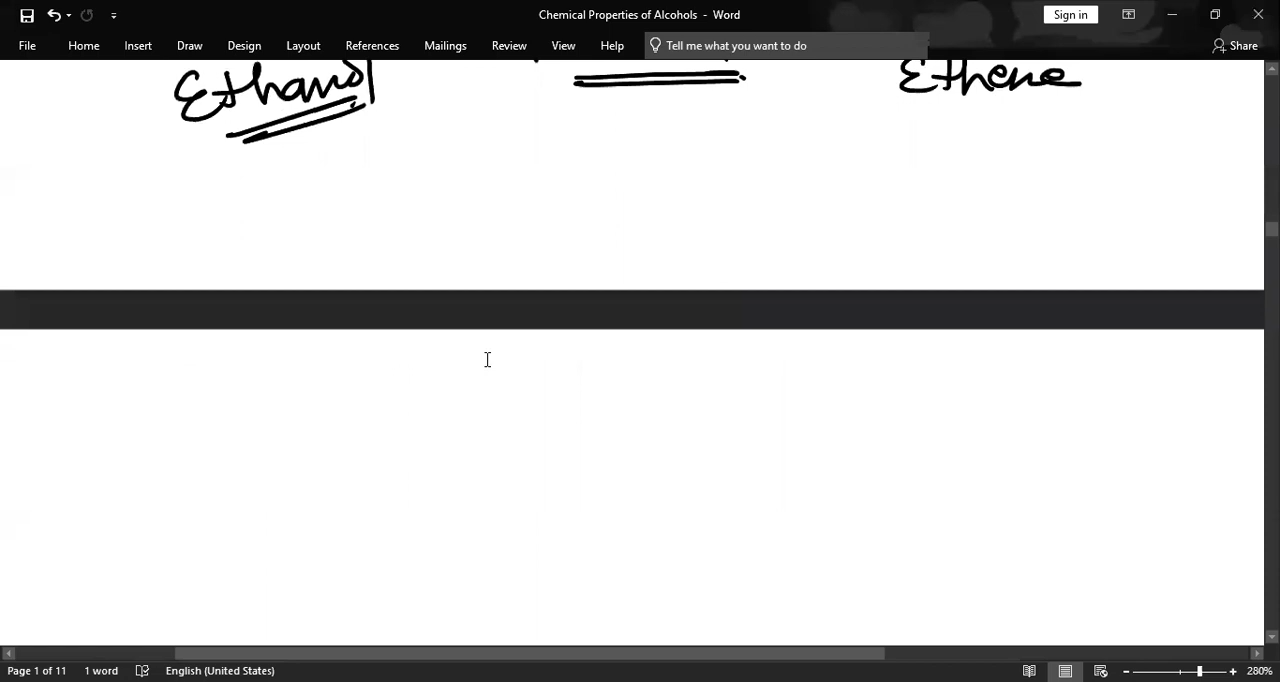 Chemical Properties of Alcohols - Word
Sign in
File Home Insert Draw Design Layout References Mailings Review View Help Tell me what you want to do Share
Ethanol Ethene
Page 1 of 11 1 word English (United States) 280%